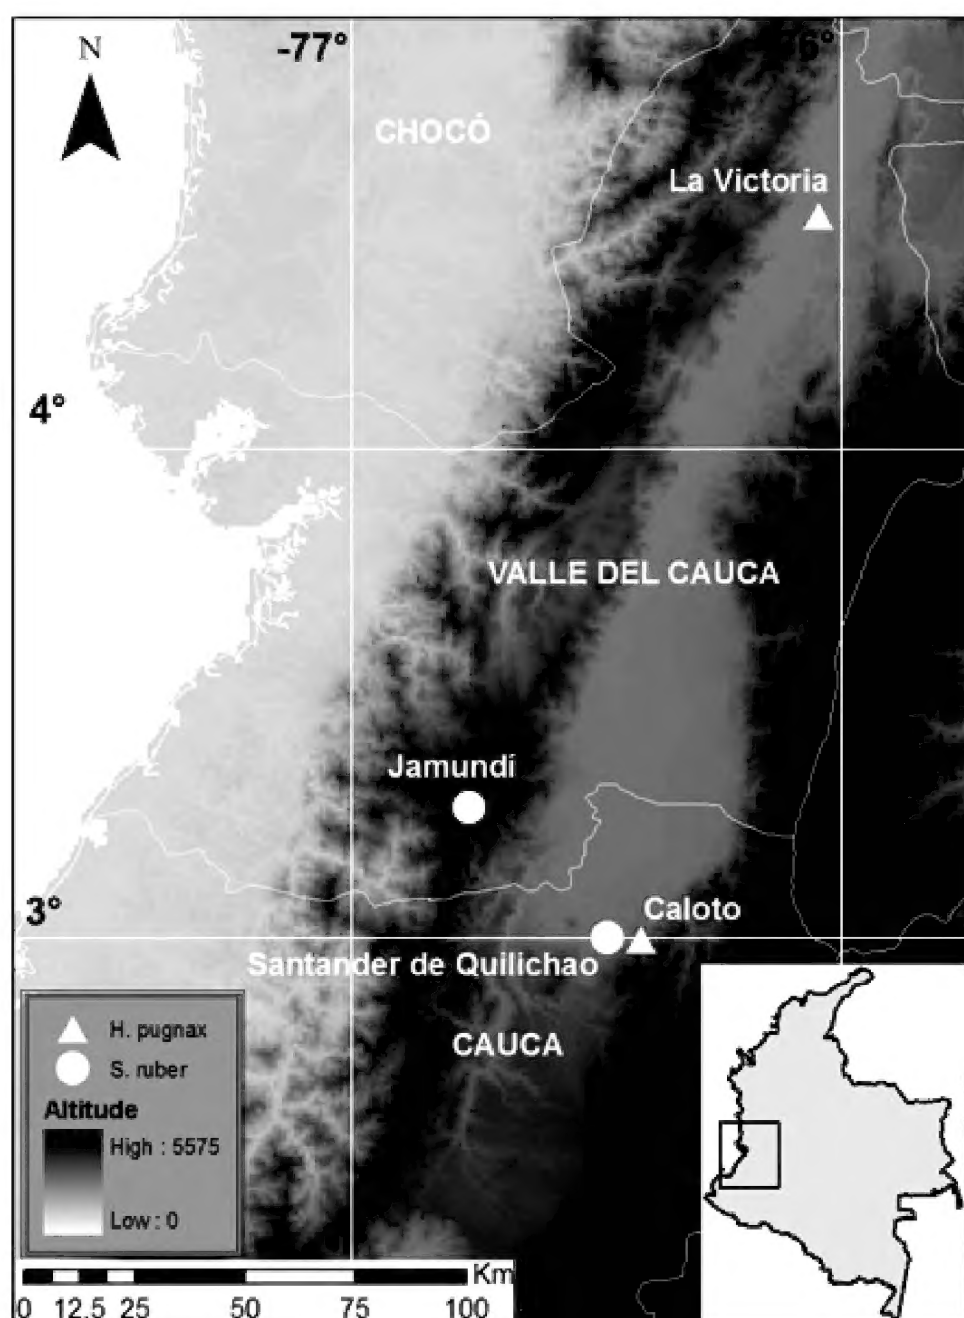 N
-77°
-76°
CHOCÓ
La Victoria
4°
VALLE DEL CAUCA
Jamundí
3°
Caloto
Santander de Quilichao
CAUCA
H. pugnax
S. ruber
Altitude
High : 5575
Low : 0
Km
0 12,5 25 50 75 100